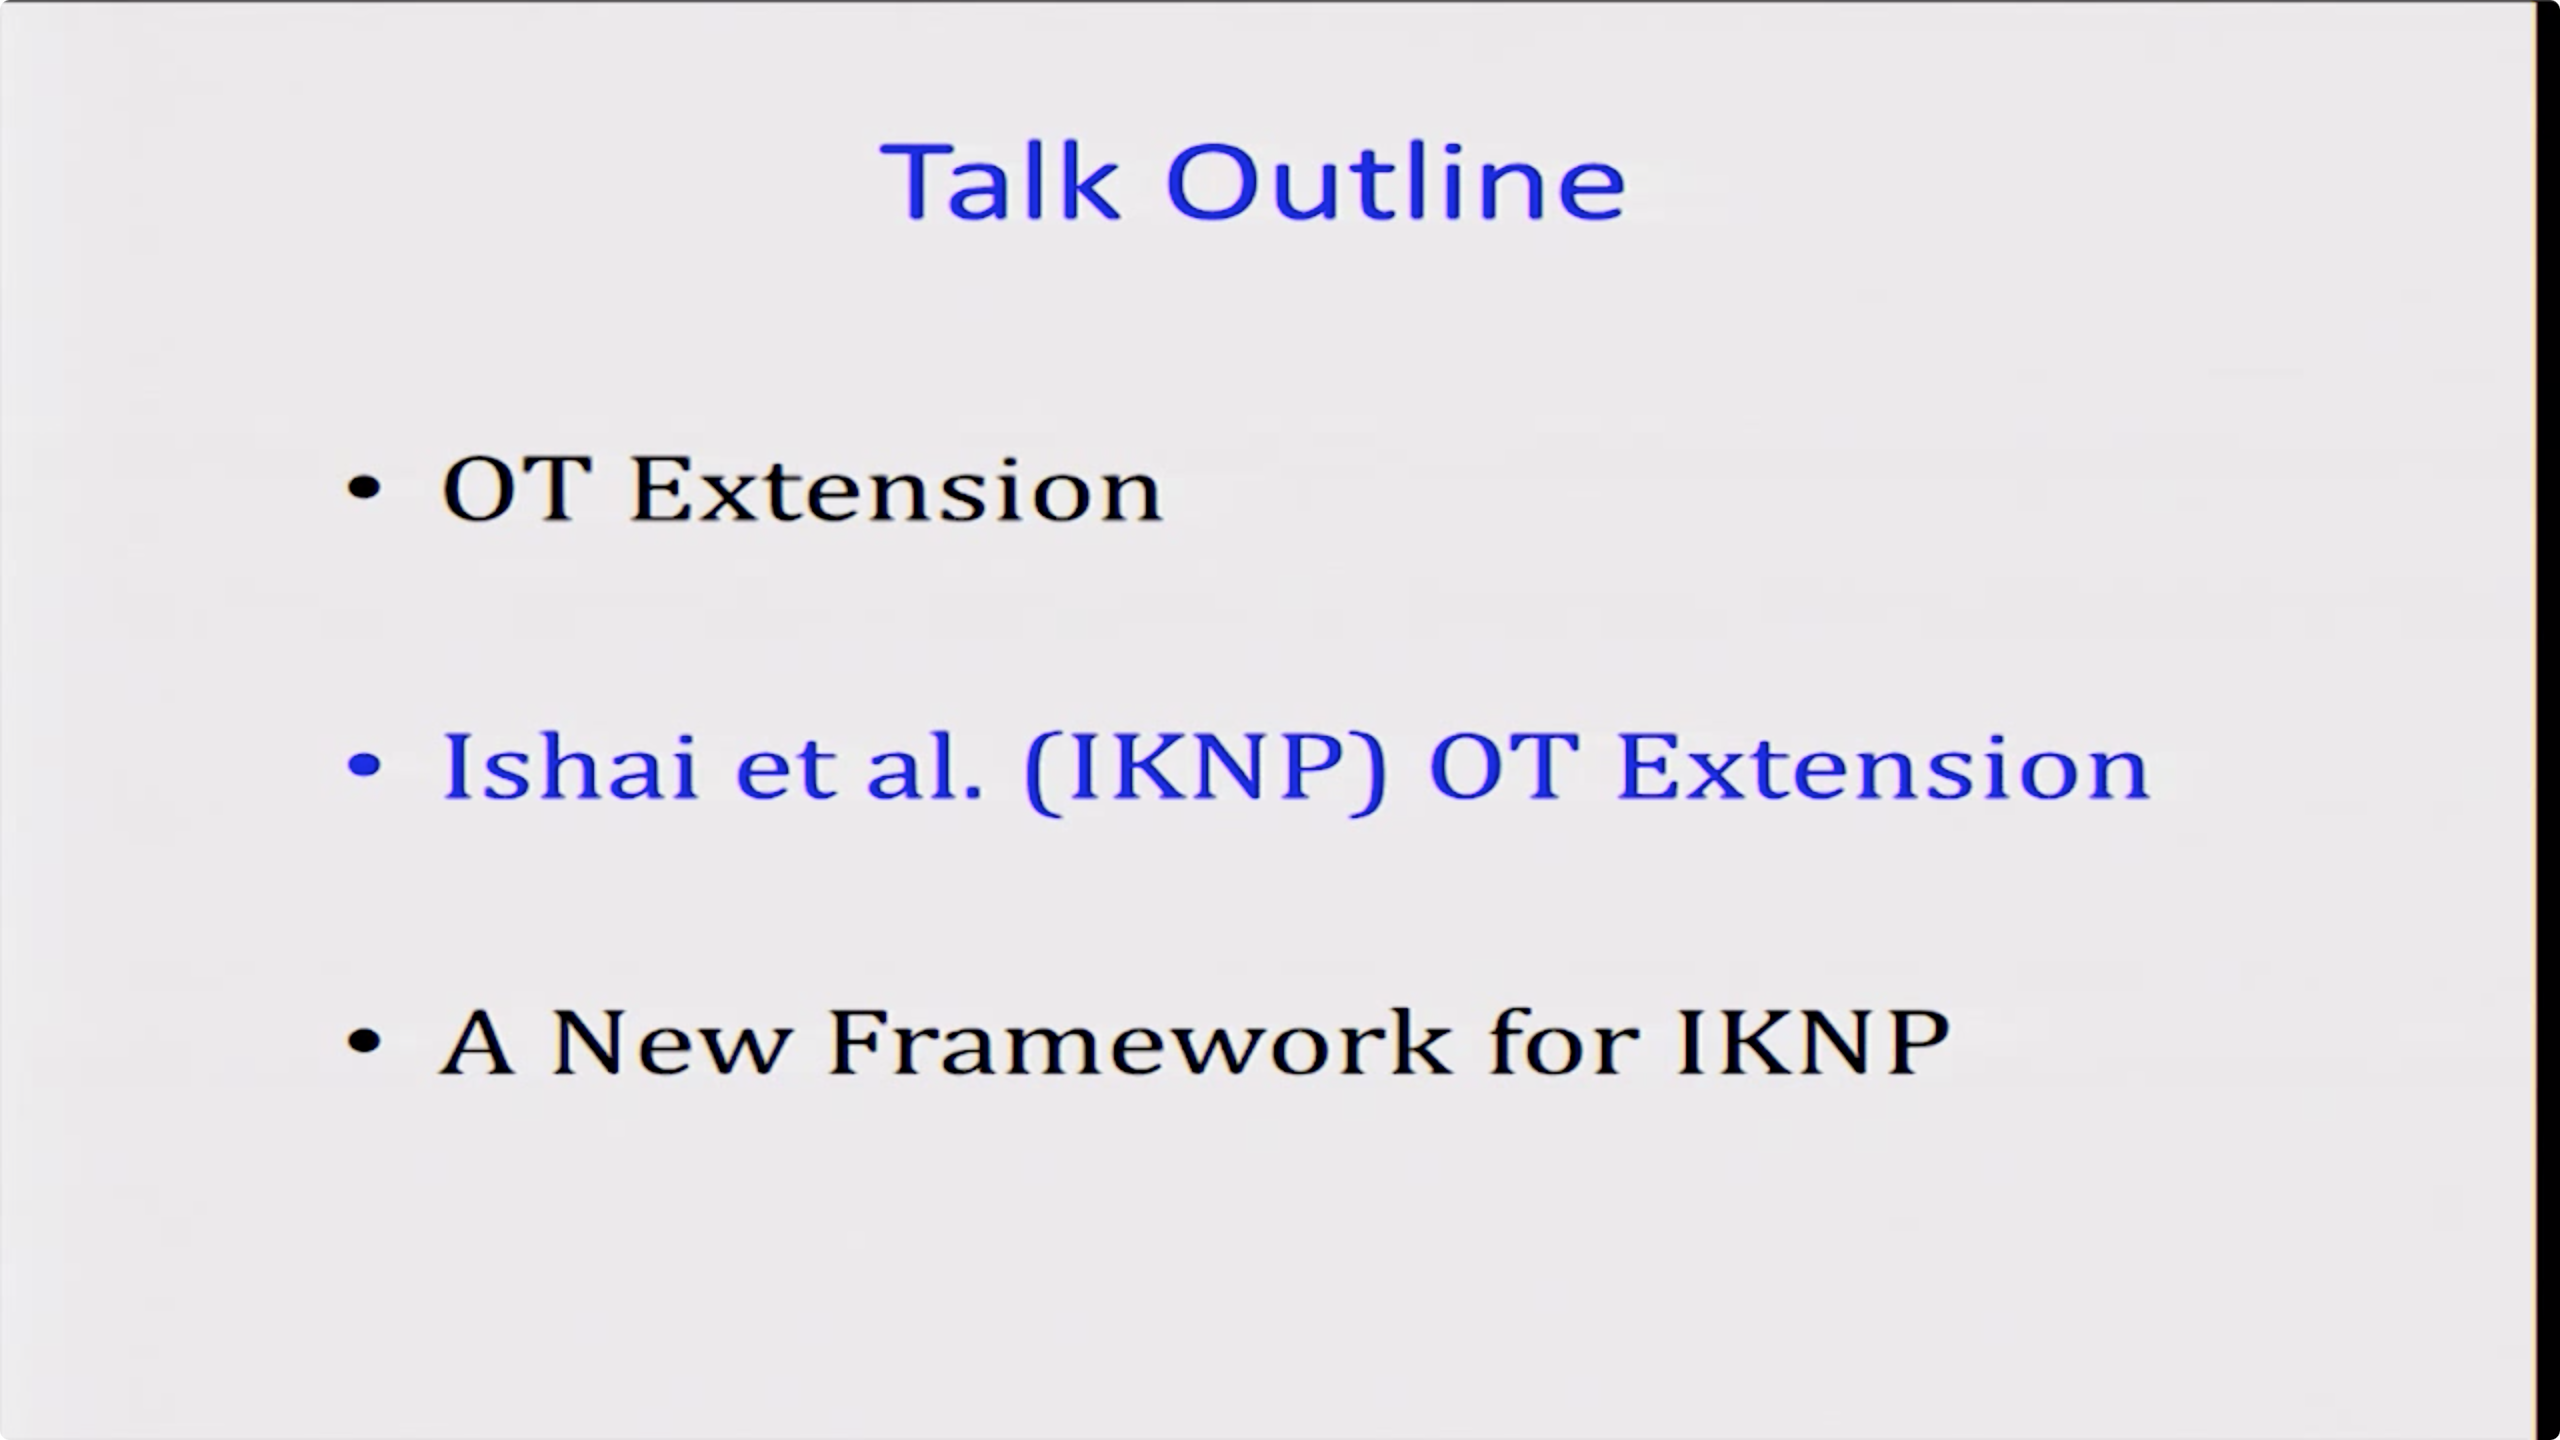 Talk Outline
• OT Extension
• Ishai et al. (IKNP) OT Extension
• A New Framework for IKNP